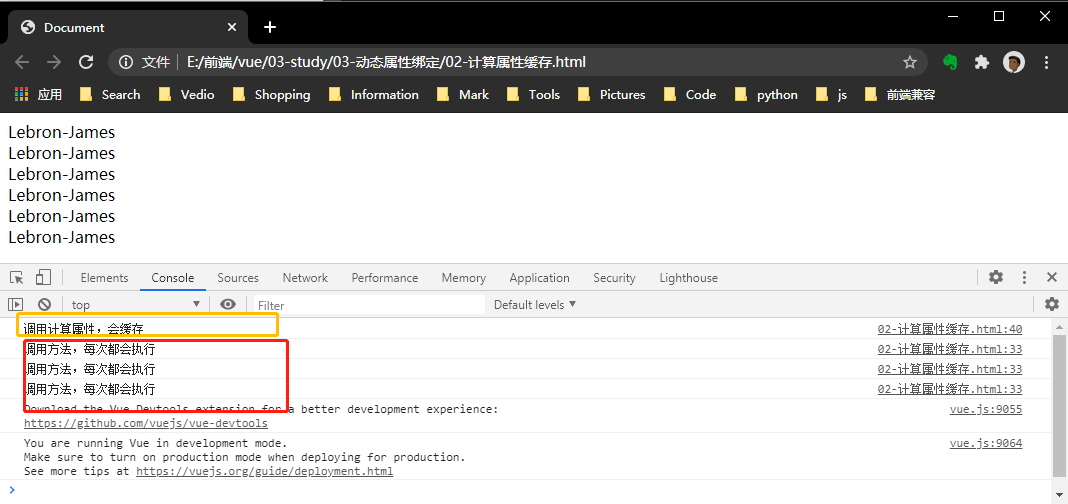 Document
文件 E:/前端/vue/03-study/03-动态属性绑定/02-计算属性缓存.html
应用 Search Vedio Shopping Information Mark Tools Pictures Code python js 前端兼容
Lebron-James
Lebron-James
Lebron-James
Lebron-James
Lebron-James
Lebron-James
Elements Console Sources Network Performance Memory Application Security Lighthouse
top Filter Default levels
调用计算属性，会缓存 02-计算属性缓存.html:40
调用方法，每次都会执行 02-计算属性缓存.html:33
调用方法，每次都会执行 02-计算属性缓存.html:33
调用方法，每次都会执行 02-计算属性缓存.html:33
Download the Vue Devtools extension for a better development experience: vue.js:9055
https://github.com/vuejs/vue-devtools
You are running Vue in development mode. vue.js:9064
Make sure to turn on production mode when deploying for production.
See more tips at https://vuejs.org/guide/deployment.html